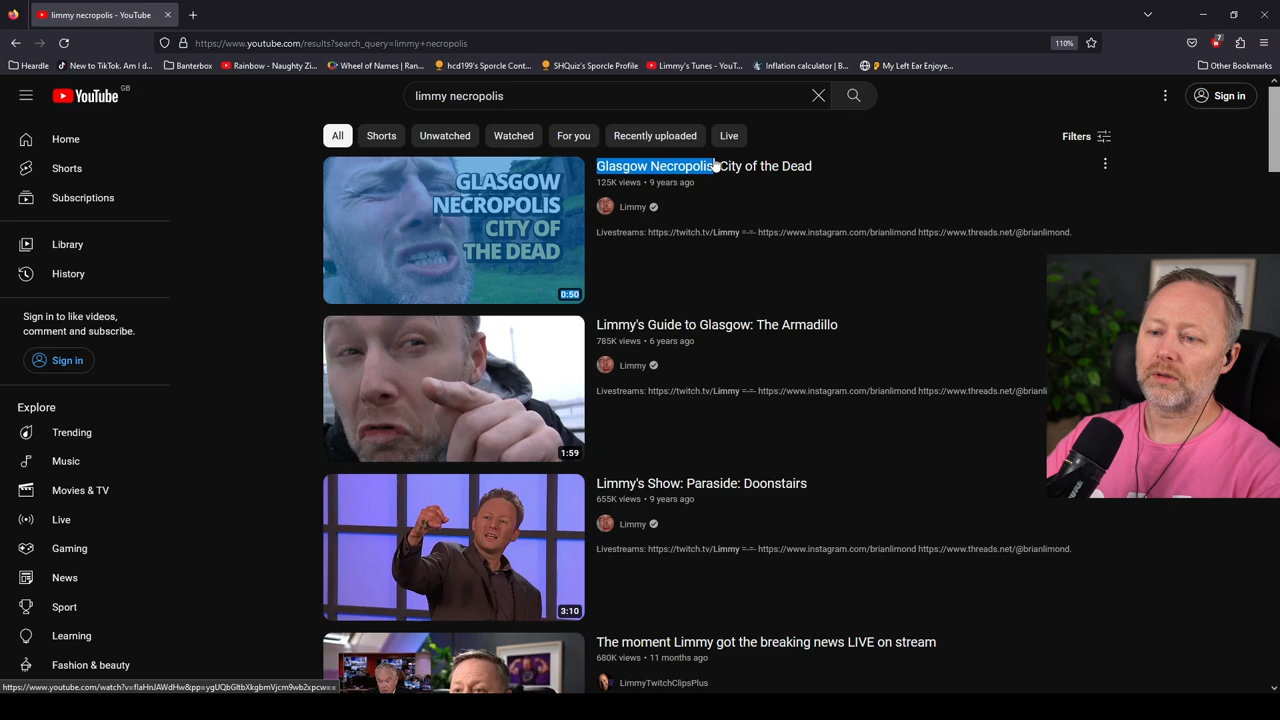 limmy necropolis - YouTube
https://www.youtube.com/results?search_query=limmy+necropolis
110%
7
Heardle
New to TikTok. Am I d...
Banterbox
Rainbow - Naughty Zi...
Wheel of Names | Ran...
hcd199's Sporcle Cont...
SHQuiz's Sporcle Profile
Limmy's Tunes - YouT...
Inflation calculator | B...
My Left Ear Enjoye...
Other Bookmarks
YouTube GB
limmy necropolis
Sign in
All
Shorts
Unwatched
Watched
For you
Recently uploaded
Live
Filters
Home
Shorts
Subscriptions
Library
History
Sign in to like videos,
comment and subscribe.
Sign in
Explore
Trending
Music
Movies & TV
Live
Gaming
News
Sport
Learning
Fashion & beauty
GLASGOW
NECROPOLIS
CITY OF
THE DEAD
0:50
Glasgow Necropolis City of the Dead
125K views • 9 years ago
Limmy
Livestreams: https://twitch.tv/Limmy =-=- https://www.instagram.com/brianlimond https://www.threads.net/@brianlimond.
1:59
Limmy's Guide to Glasgow: The Armadillo
785K views • 6 years ago
Limmy
Livestreams: https://twitch.tv/Limmy =-=- https://www.instagram.com/brianlimond https://www.threads.net/@brianli
3:10
Limmy's Show: Paraside: Doonstairs
655K views • 9 years ago
Limmy
Livestreams: https://twitch.tv/Limmy =-=- https://www.instagram.com/brianlimond https://www.threads.net/@brianlimond.
The moment Limmy got the breaking news LIVE on stream
680K views • 11 months ago
LimmyTwitchClipsPlus